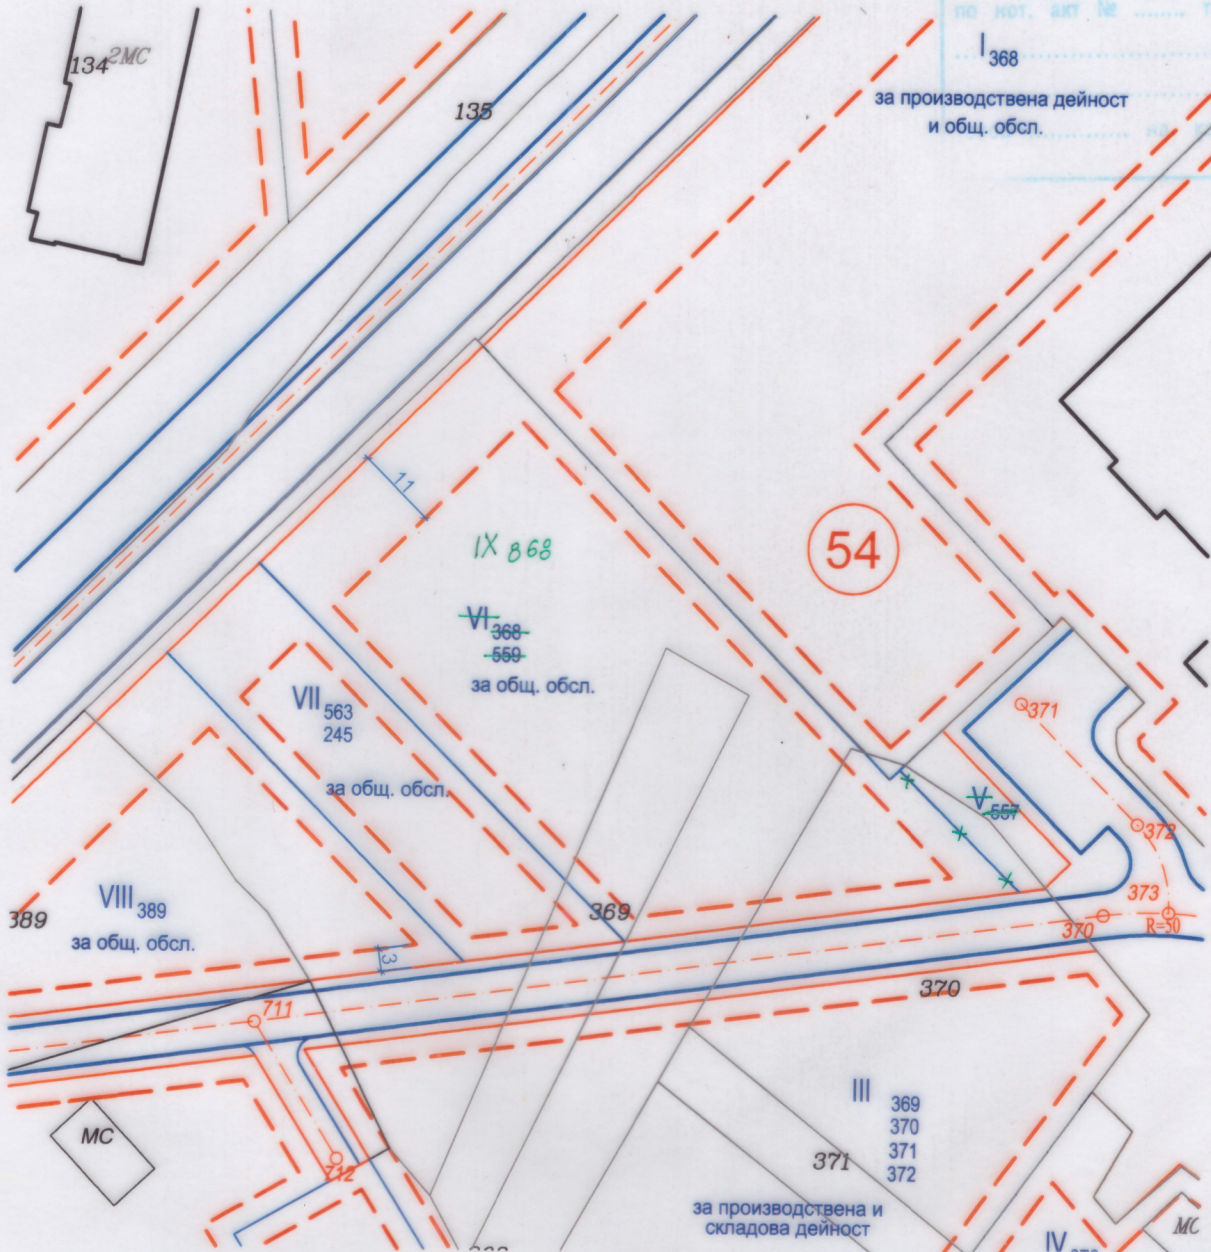 по нот. акт №
I 368
за производствена дейност
и общ. обсл.
на
134 2МС
135
11
IX 868
54
VI 368
559
за общ. обсл.
VII 563
245
за общ. обсл.
371
V 557
372
VIII 389
за общ. обсл.
389
369
373
370
R=50
3
370
711
МС
712
III 369
370
371
372
371
за производствена и
складова дейност
IV
МС